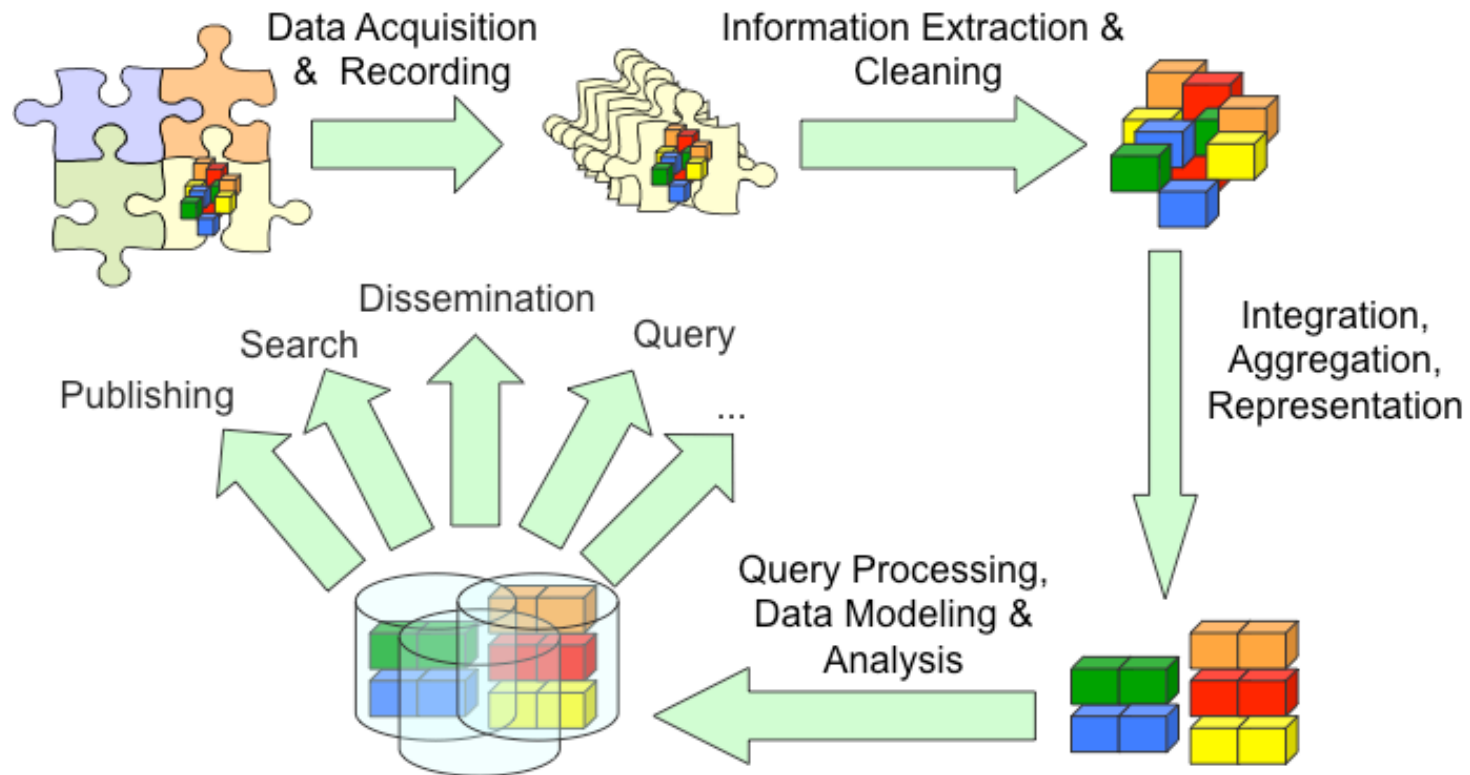 Data Acquisition
& Recording
Information Extraction &
Cleaning
Integration,
Aggregation,
Representation
Query Processing,
Data Modeling &
Analysis
Publishing
Search
Dissemination
Query
...